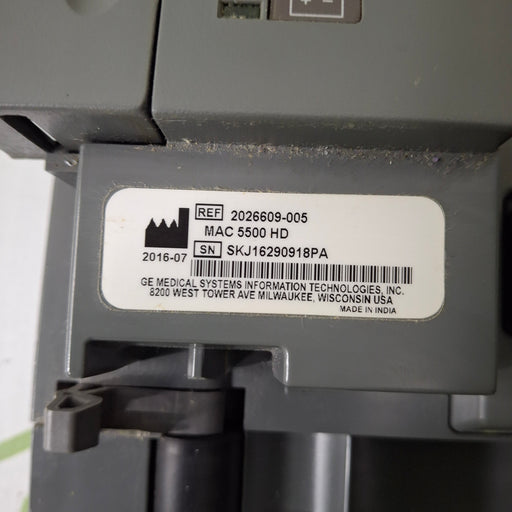 REF 2026609-005
MAC 5500 HD
2016-07 SN SKJ16290918PA
GE MEDICAL SYSTEMS INFORMATION TECHNOLOGIES, INC.
8200 WEST TOWER AVE MILWAUKEE, WISCONSIN USA
MADE IN INDIA